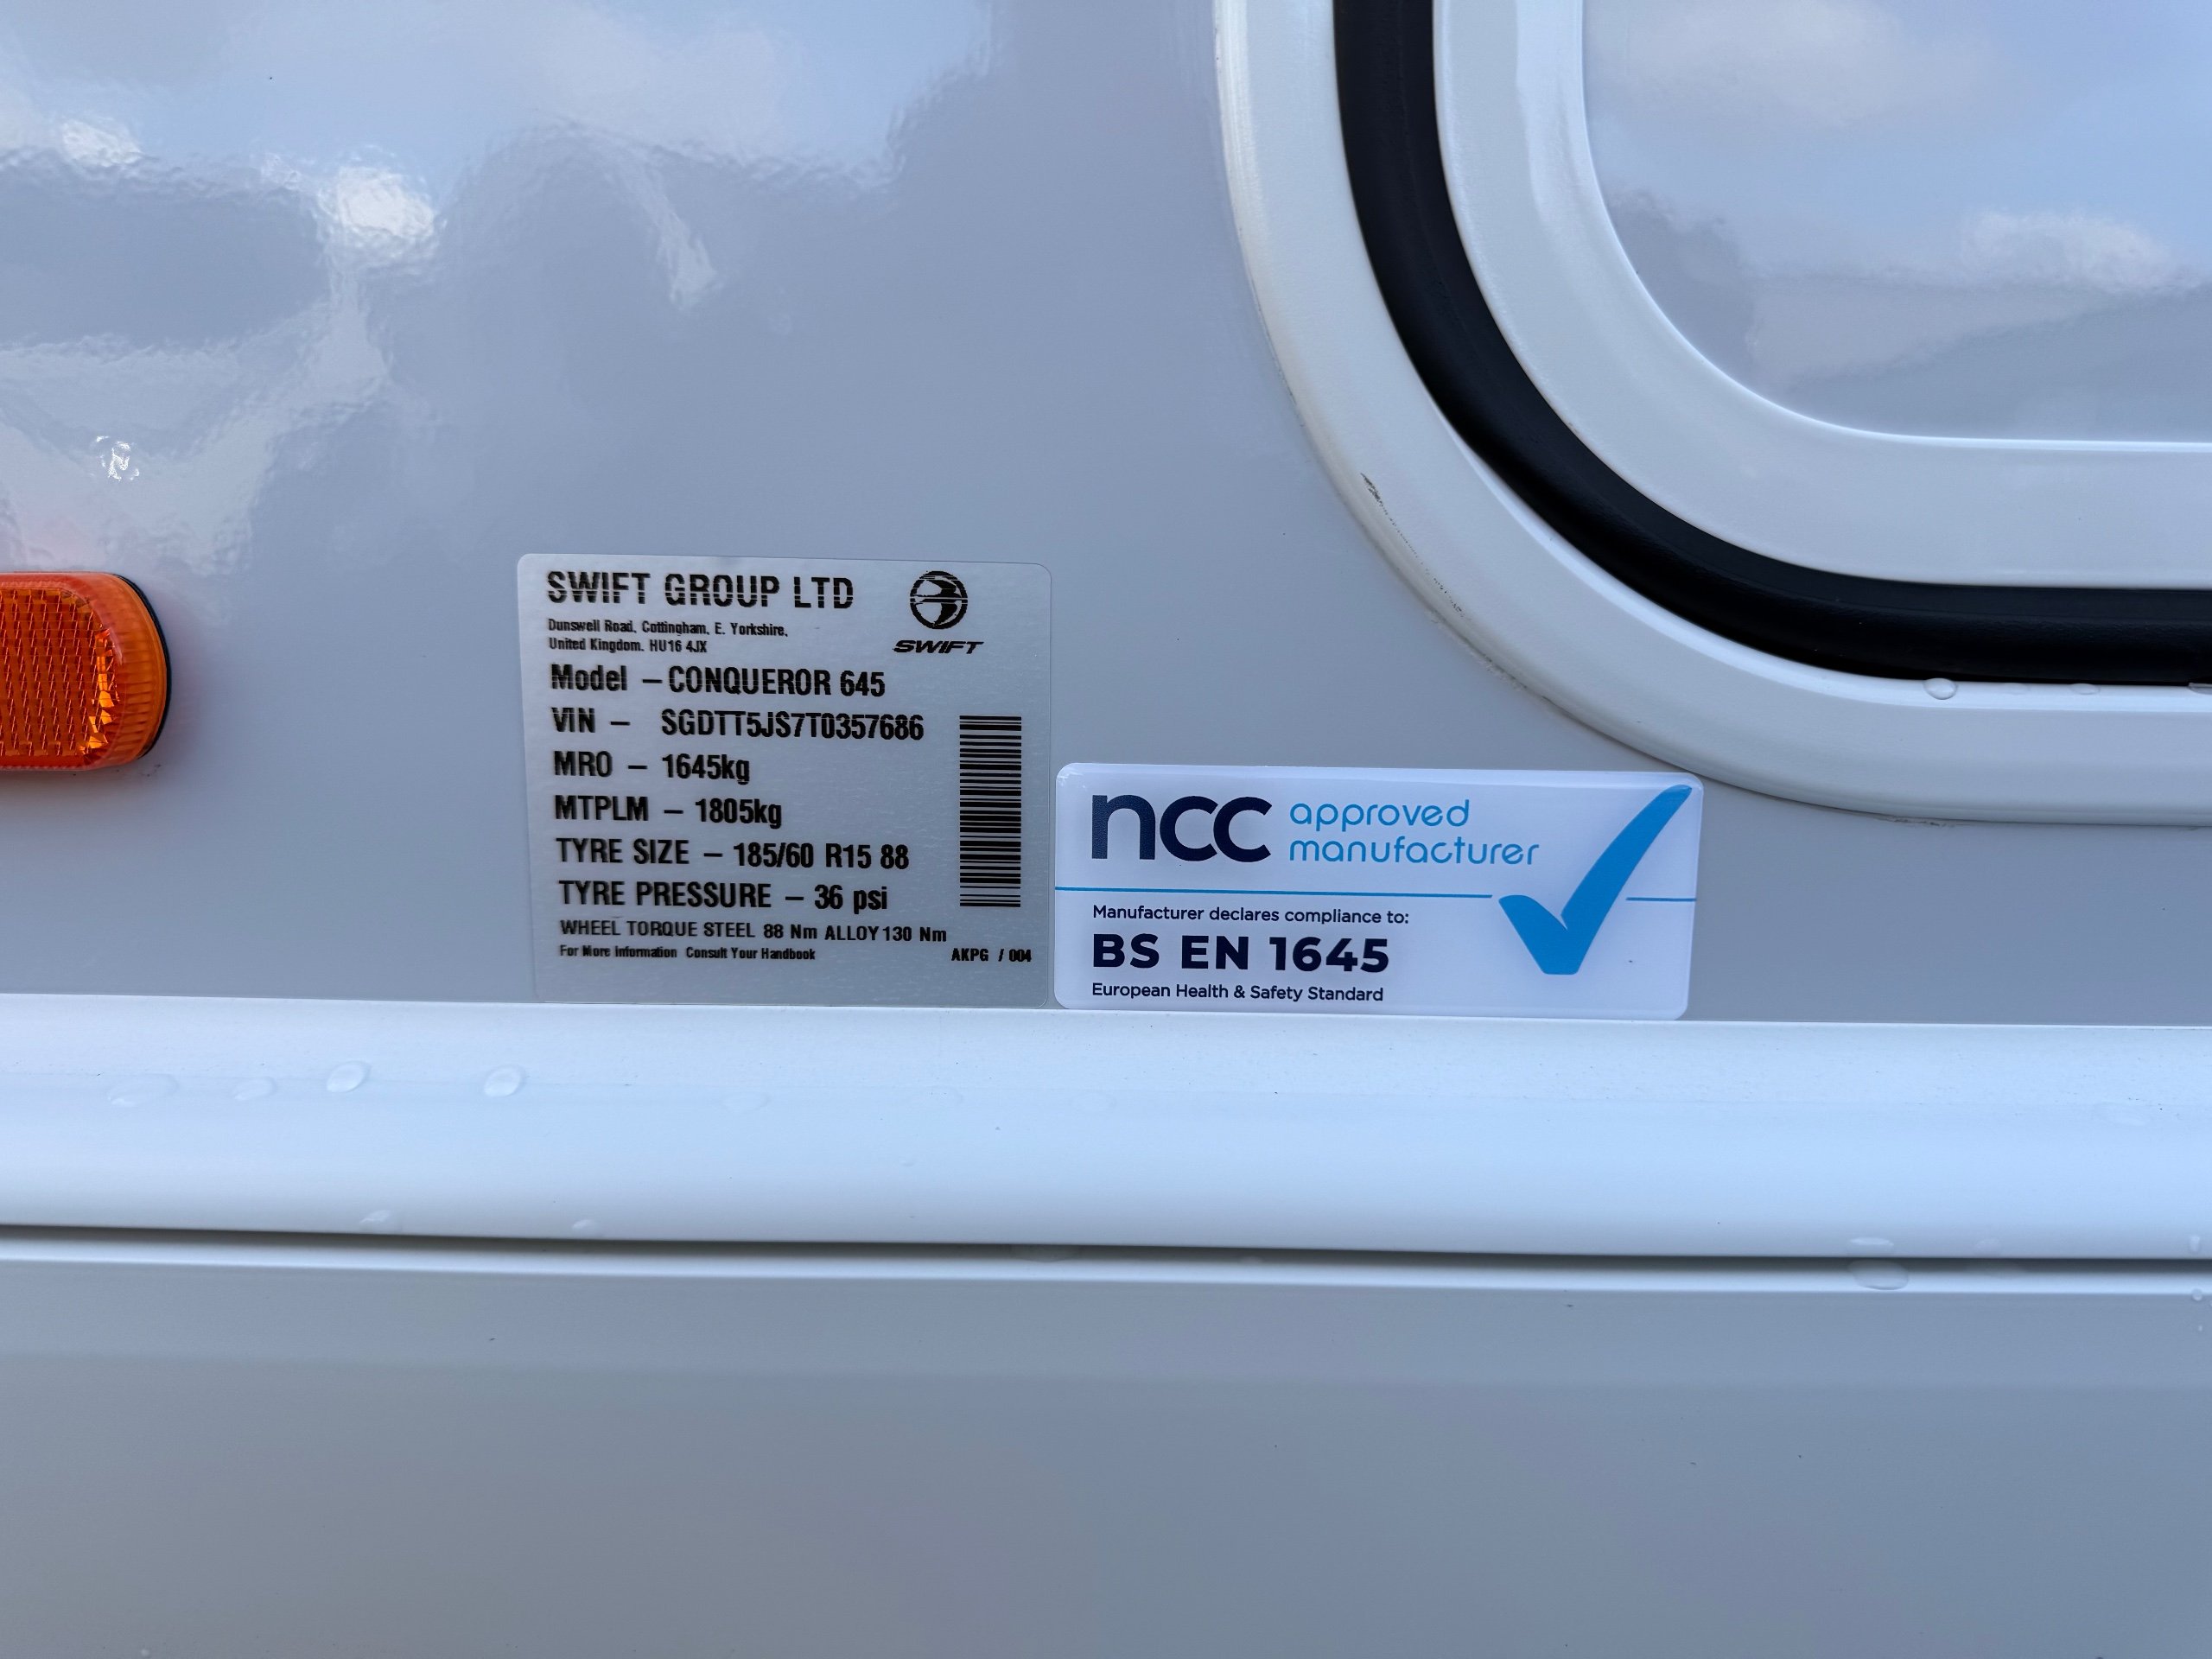 SWIFT GROUP LTD
Dunswell Road, Cottingham, E. Yorkshire,
United Kingdom. HU16 4JX
SWIFT
Model – CONQUEROR 645
VIN – SGDTT5JS7T0357686
MRO – 1645kg
MTPLM – 1805kg
TYRE SIZE – 185/60 R15 88
TYRE PRESSURE – 36 psi
WHEEL TORQUE STEEL 88 Nm ALLOY 130 Nm
For More Information Consult Your Handbook AKPG / 004
ncc approved
manufacturer
Manufacturer declares compliance to:
BS EN 1645
European Health & Safety Standard